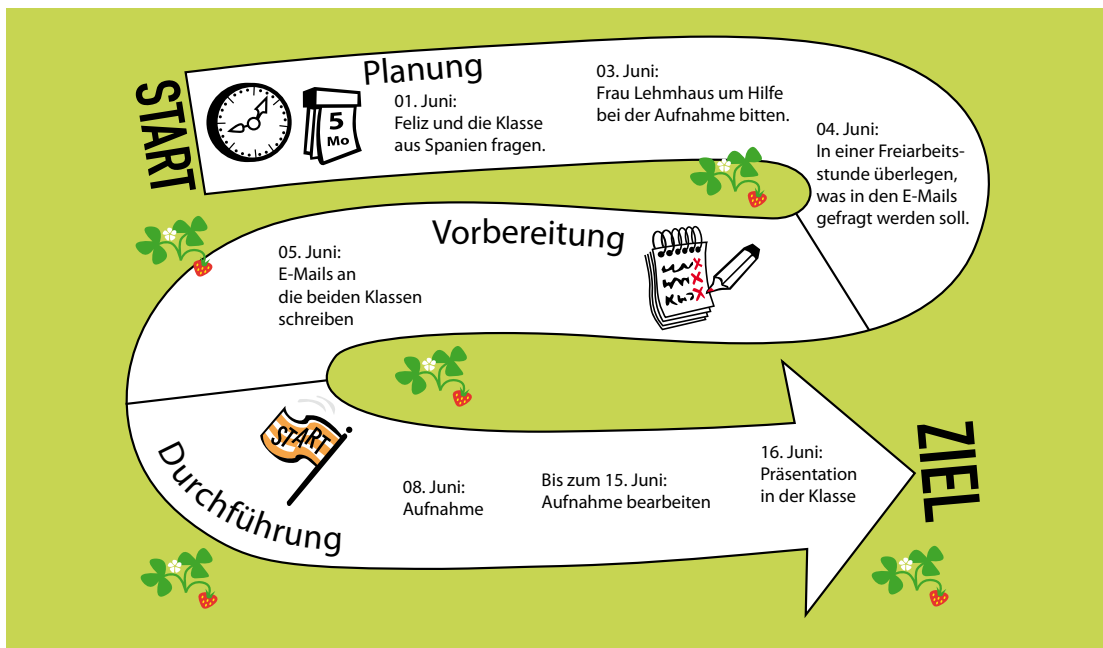 START
Planung
5
Mo
01. Juni:
Feliz und die Klasse
aus Spanien fragen.
03. Juni:
Frau Lehmhaus um Hilfe
bei der Aufnahme bitten.
04. Juni:
In einer Freiarbeits-
stunde überlegen,
was in den E-Mails
gefragt werden soll.
Vorbereitung
05. Juni:
E-Mails an
die beiden Klassen
schreiben
Durchführung
START
08. Juni:
Aufnahme
Bis zum 15. Juni:
Aufnahme bearbeiten
16. Juni:
Präsentation
in der Klasse
ZIEL